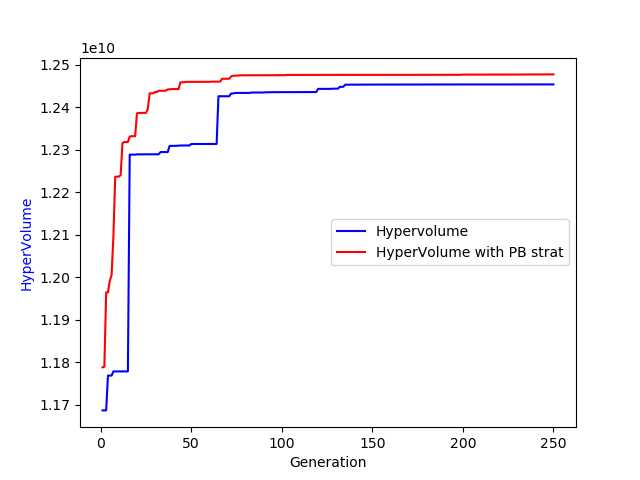 1e10
1.25
1.24
1.23
1.22
1.21
1.20
1.19
1.18
1.17
HyperVolume
Hypervolume
HyperVolume with PB strat
0 50 100 150 200 250
Generation